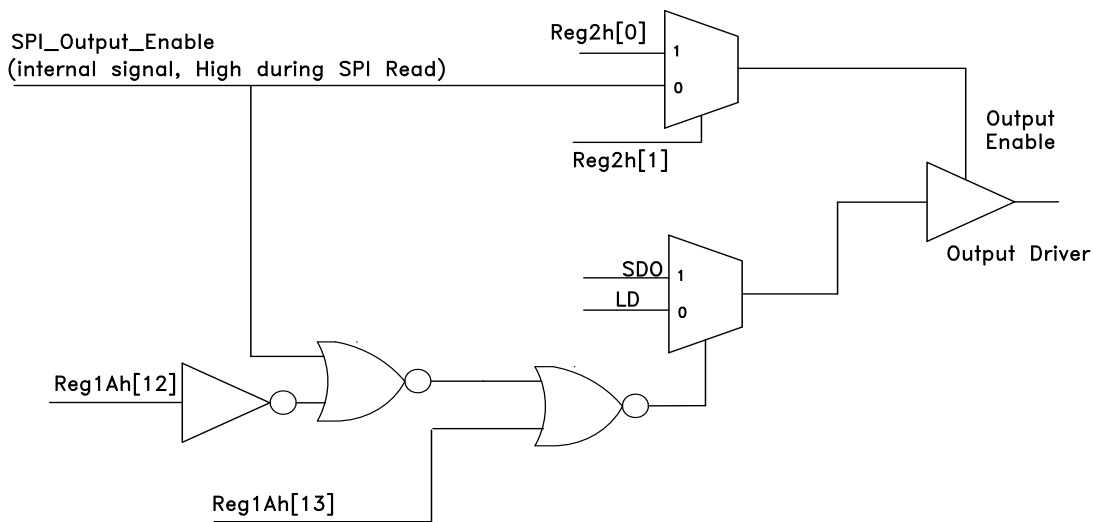 SPI_Output_Enable
(internal signal, High during SPI Read)
Reg2h[0]
1
0
Reg2h[1]
Output
Enable
Output Driver
SDO
1
LD
0
Reg1Ah[12]
Reg1Ah[13]